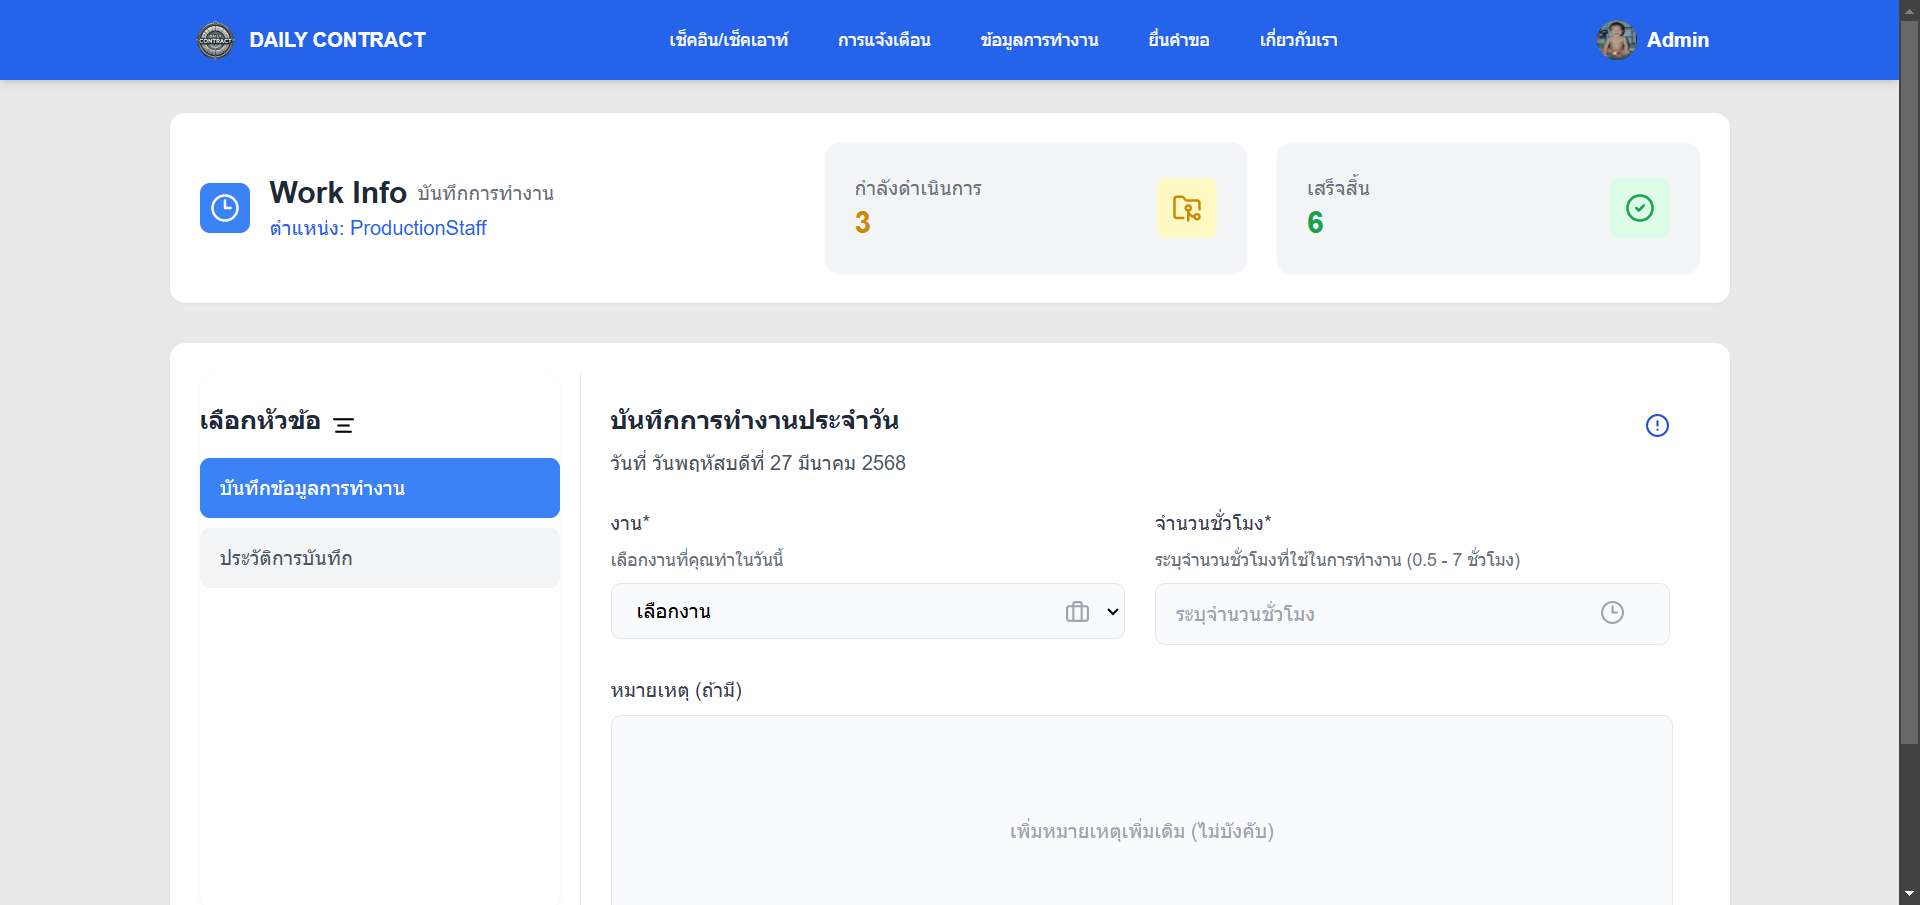 DAILY CONTRACT
เช็คอิน/เช็คเอาท์
การแจ้งเตือน
ข้อมูลการทำงาน
ยื่นคำขอ
เกี่ยวกับเรา
Admin
Work Info บันทึกการทำงาน
ตำแหน่ง: ProductionStaff
กำลังดำเนินการ
3
เสร็จสิ้น
6
เลือกหัวข้อ
บันทึกข้อมูลการทำงาน
ประวัติการบันทึก
บันทึกการทำงานประจำวัน
วันที่ วันพฤหัสบดีที่ 27 มีนาคม 2568
งาน*
เลือกงานที่คุณทำในวันนี้
เลือกงาน
จำนวนชั่วโมง*
ระบุจำนวนชั่วโมงที่ใช้ในการทำงาน (0.5 - 7 ชั่วโมง)
ระบุจำนวนชั่วโมง
หมายเหตุ (ถ้ามี)
เพิ่มหมายเหตุเพิ่มเติม (ไม่บังคับ)